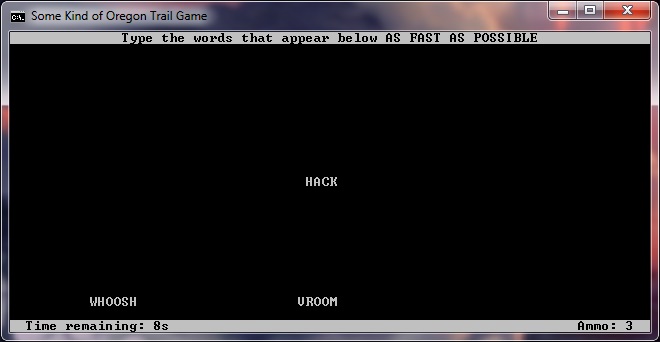 Some Kind of Oregon Trail Game
Type the words that appear below AS FAST AS POSSIBLE
HACK
WHOOSH VROOM
Time remaining: 8s Ammo: 3